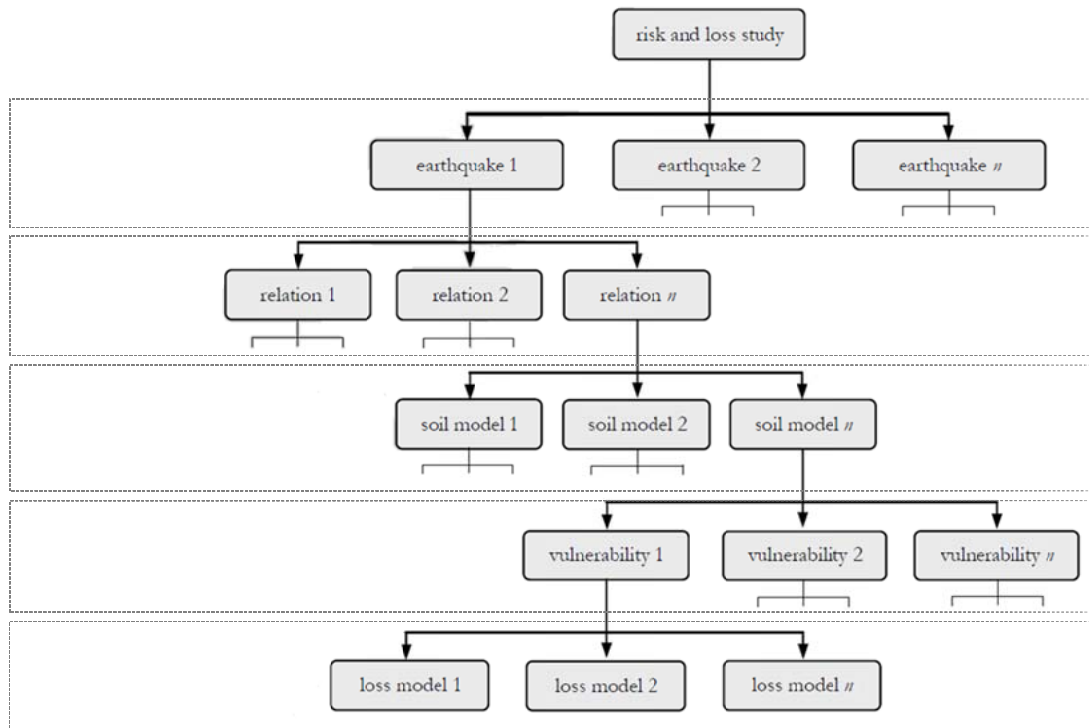 risk and loss study
earthquake 1
earthquake 2
earthquake n
relation 1
relation 2
relation n
soil model 1
soil model 2
soil model n
vulnerability 1
vulnerability 2
vulnerability n
loss model 1
loss model 2
loss model n